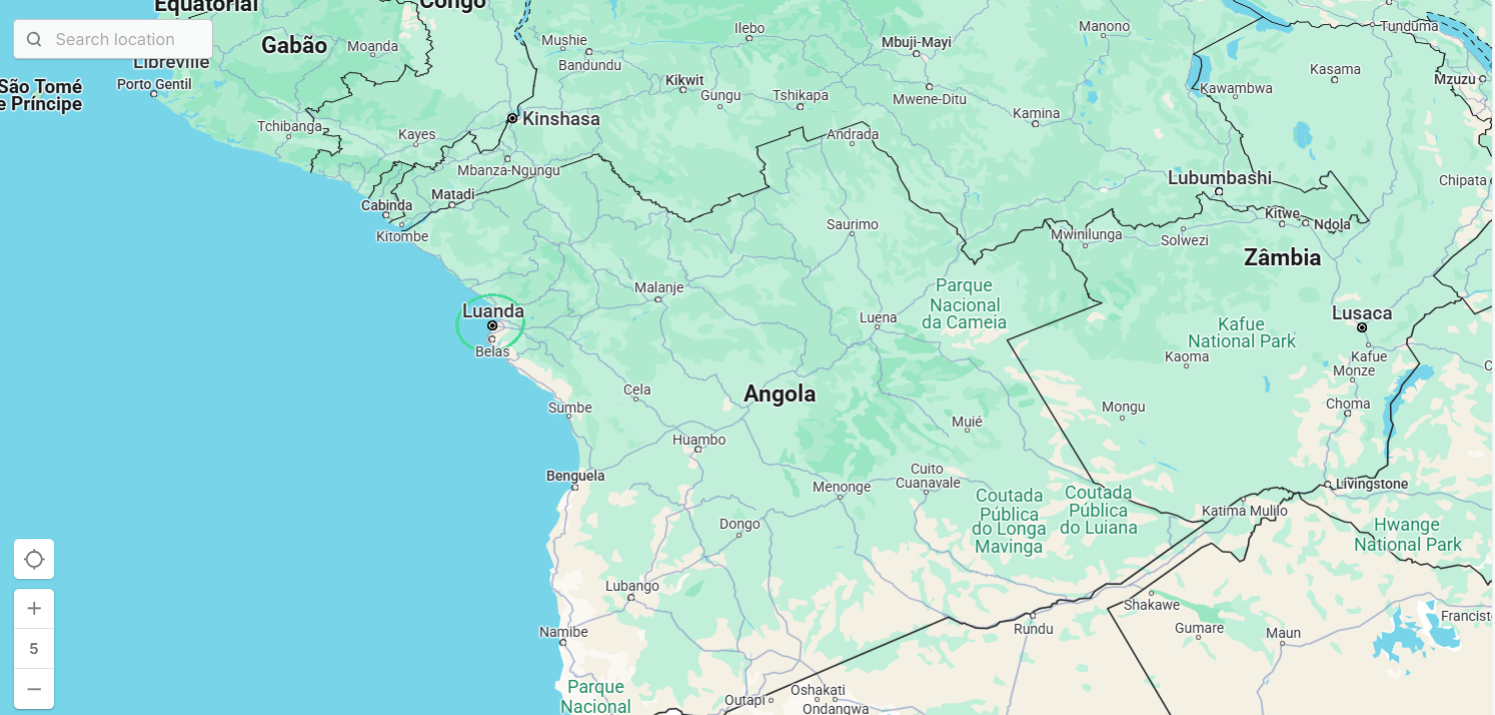 Equatorial
Congo
Search location
Gabão
Moanda
Libreville
Porto Gentil
São Tomé
e Príncipe
Tchibanga
Kayes
Mushie
Bandundu
Ilebo
Kikwit
Gungu
Tshikapa
Mbuji-Mayi
Mwene-Ditu
Manono
Kamina
Tunduma
Kasama
Kawambwa
Mzuzu
Kinshasa
Andrada
Mbanza-Ngungu
Matadi
Cabinda
Kitombe
Lubumbashi
Chipata
Kitwe
Ndola
Mwinilunga
Solwezi
Zâmbia
Saurimo
Malanje
Luanda
Belas
Luena
Parque
Nacional
da Cameia
Kafue
National Park
Lusaca
Kaoma
Kafue
Monze
Choma
Angola
Cela
Sumbe
Huambo
Muié
Mongu
Benguela
Menonge
Cuito
Cuanavale
Coutada
Pública
do Longa
Mavinga
Coutada
Pública
do Luiana
Livingstone
Katima Mulilo
Hwange
National Park
Dongo
Lubango
Namibe
Shakawe
Gumare
Maun
Francist
Rundu
5
Parque
Nacional
Outapi
Oshakati
Ondangwa